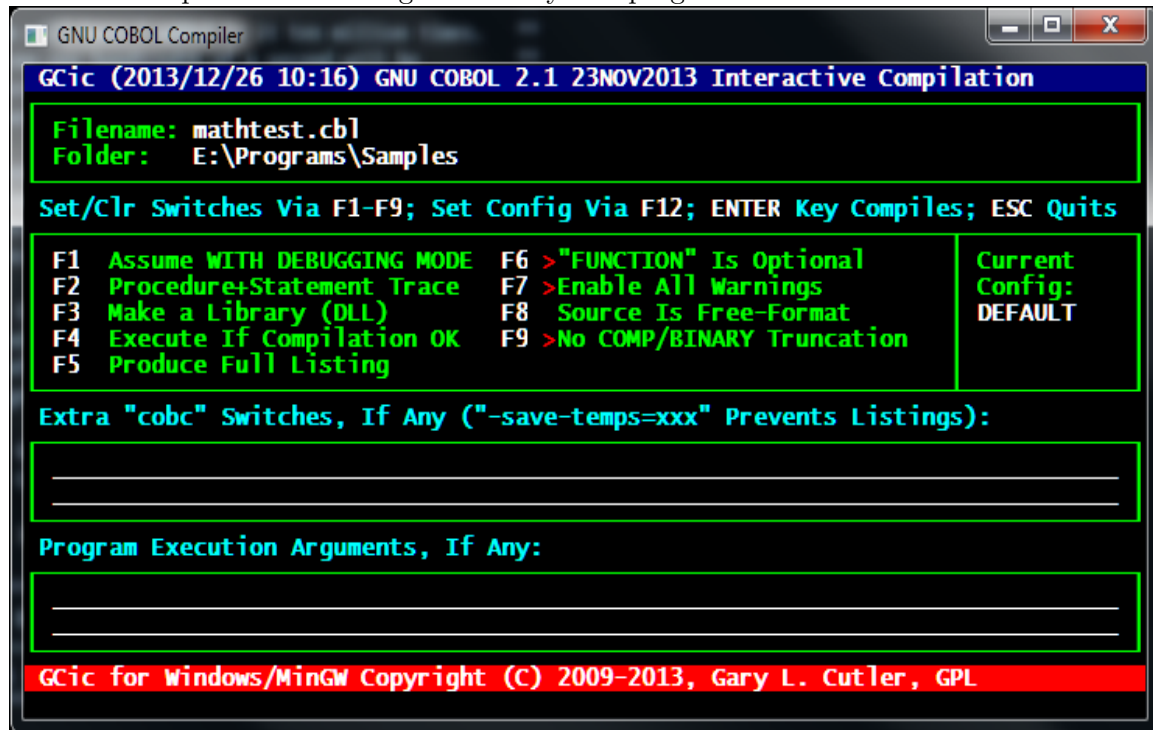 GNU COBOL Compiler
GCic (2013/12/26 10:16) GNU COBOL 2.1 23NOV2013 Interactive Compilation
Filename: mathtest.cbl
Folder: E:\Programs\Samples
Set/Clr Switches Via F1-F9; Set Config Via F12; ENTER Key Compiles; ESC Quits
F1 Assume WITH DEBUGGING MODE F6 >"FUNCTION" Is Optional Current
F2 Procedure+Statement Trace F7 >Enable All Warnings Config:
F3 Make a Library (DLL) F8 Source Is Free-Format DEFAULT
F4 Execute If Compilation OK F9 >No COMP/BINARY Truncation
F5 Produce Full Listing
Extra "cobc" Switches, If Any ("-save-temps=xxx" Prevents Listings):
Program Execution Arguments, If Any:
GCic for Windows/MinGW Copyright (C) 2009-2013, Gary L. Cutler, GPL